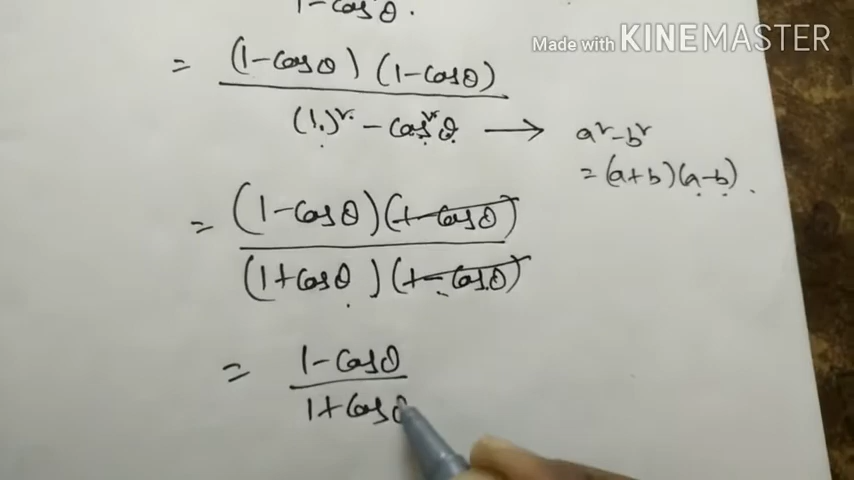 1-cosθ.
Made with KINEMASTER
= (1-cosθ) (1-cosθ)
(1.)² - cos²θ. → a²-b²
= (a+b)(a-b).
= (1-cosθ)(1-cosθ)
(1+cosθ)(1-cosθ)
= 1-cosθ
1+cosθ